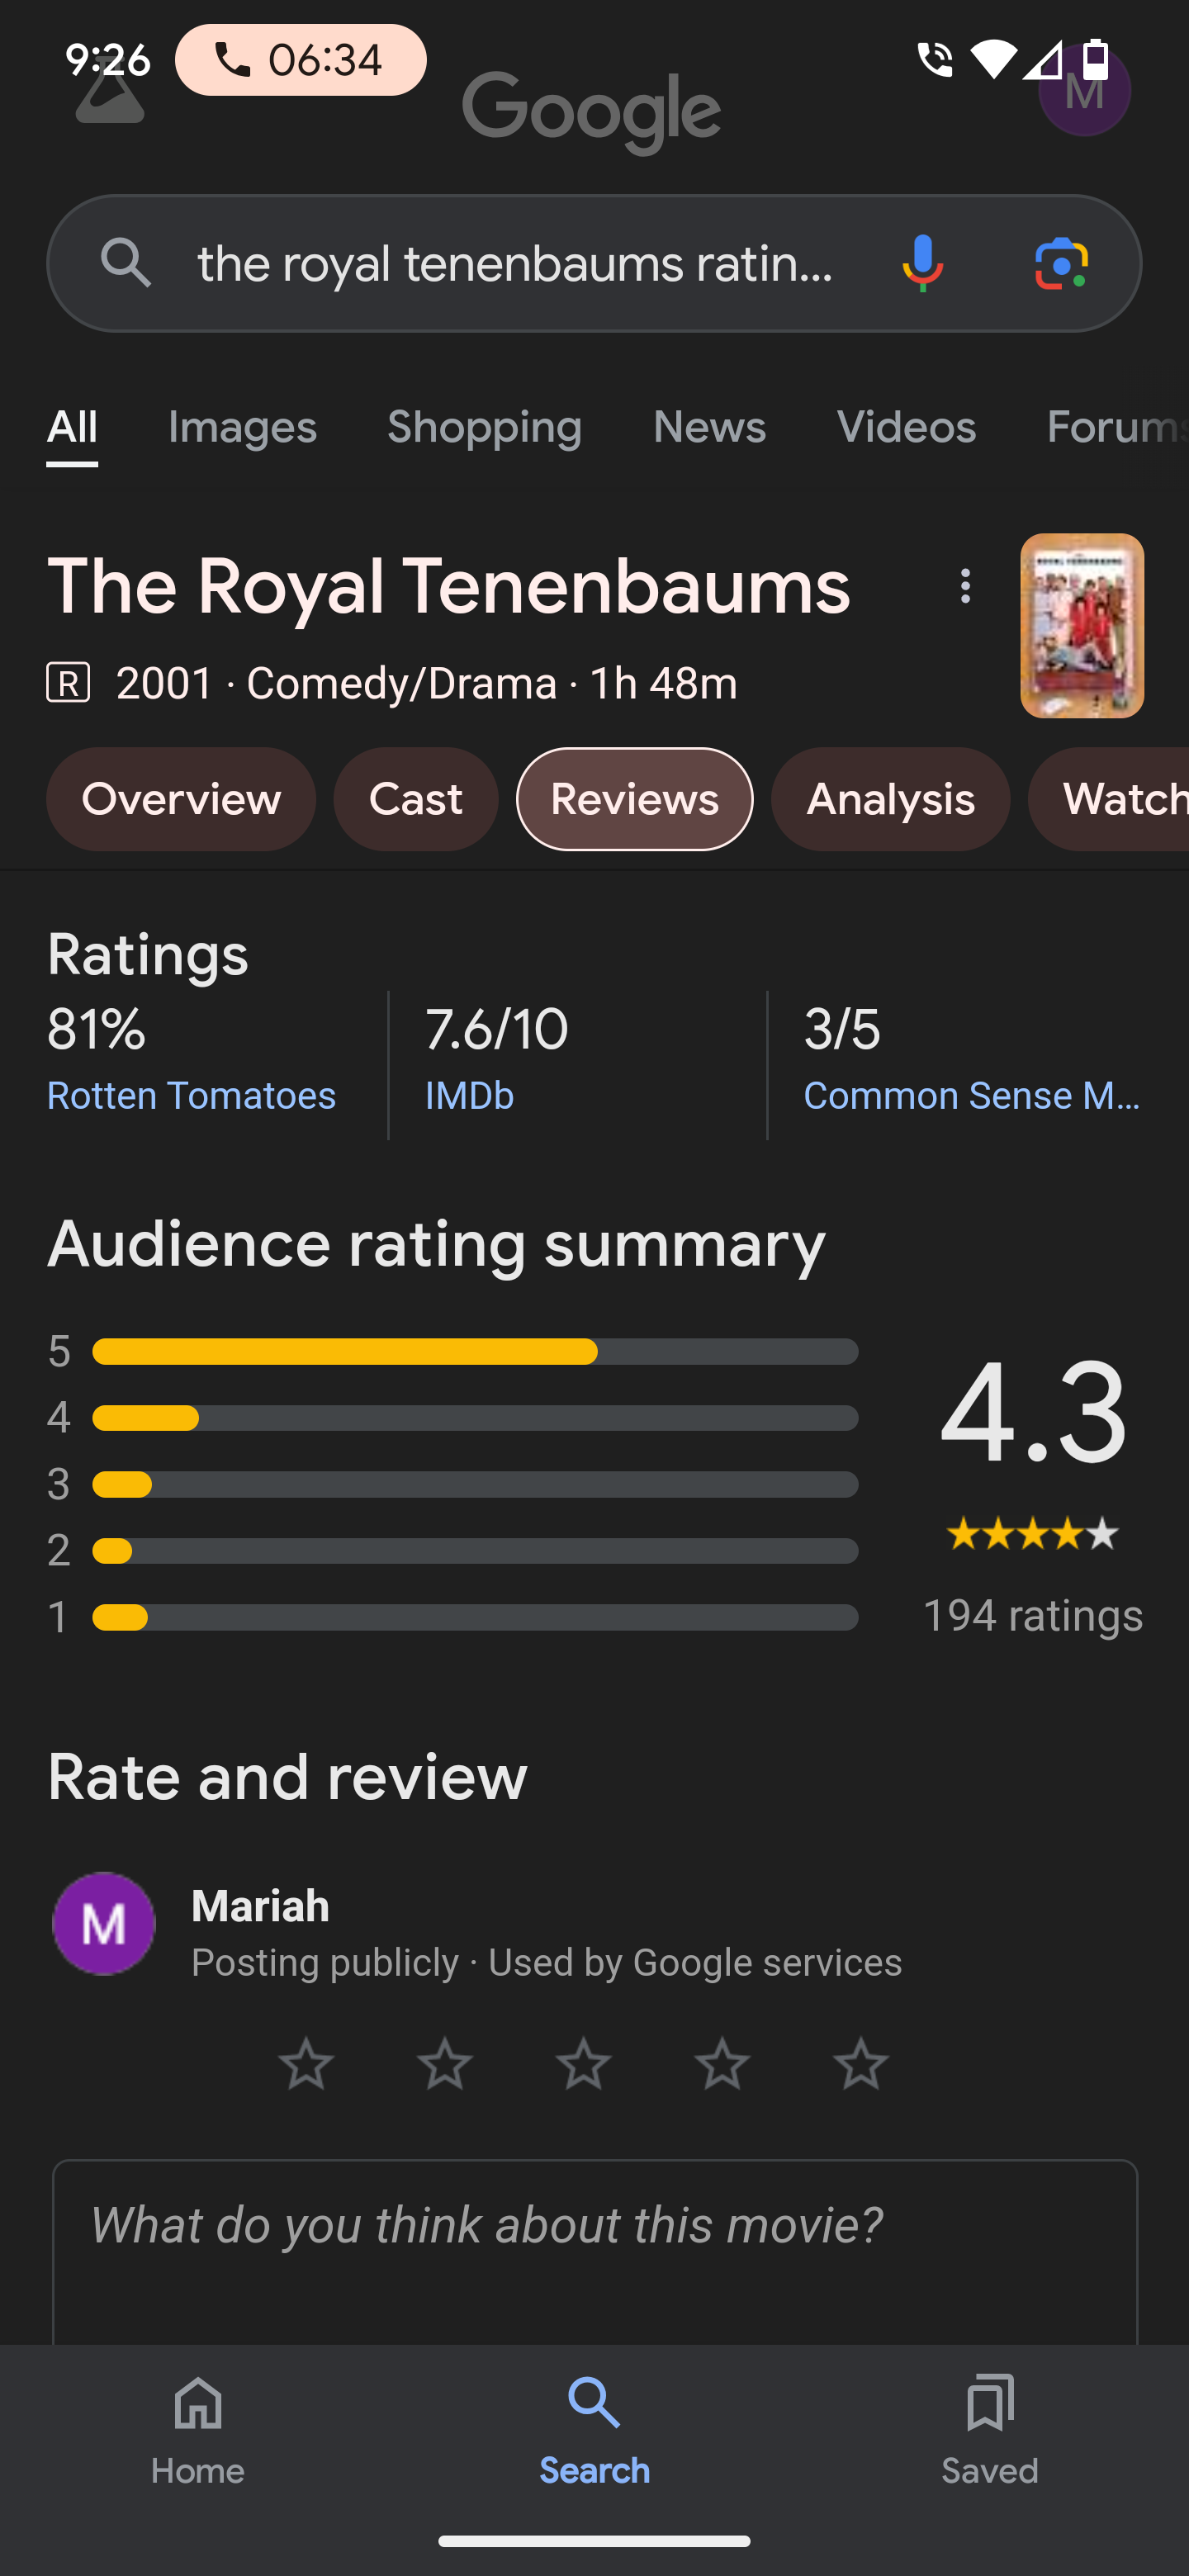 9:26 06:34
M
Google
the royal tenenbaums ratin...
All Images Shopping News Videos Forums
The Royal Tenenbaums
R 2001 · Comedy/Drama · 1h 48m
Overview Cast Reviews Analysis Watch
Ratings
81% 7.6/10 3/5
Rotten Tomatoes IMDb Common Sense M...
Audience rating summary
5
4
3
2
1
4.3
194 ratings
Rate and review
M
Mariah
Posting publicly · Used by Google services
What do you think about this movie?
Home Search Saved